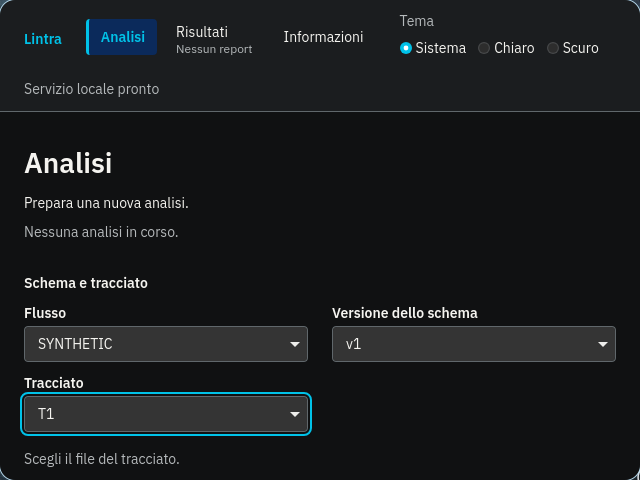 Lintra
Analisi
Risultati
Nessun report
Informazioni
Tema
Sistema
Chiaro
Scuro
Servizio locale pronto
Analisi
Prepara una nuova analisi.
Nessuna analisi in corso.
Schema e tracciato
Flusso
Versione dello schema
SYNTHETIC
v1
Tracciato
T1
Scegli il file del tracciato.